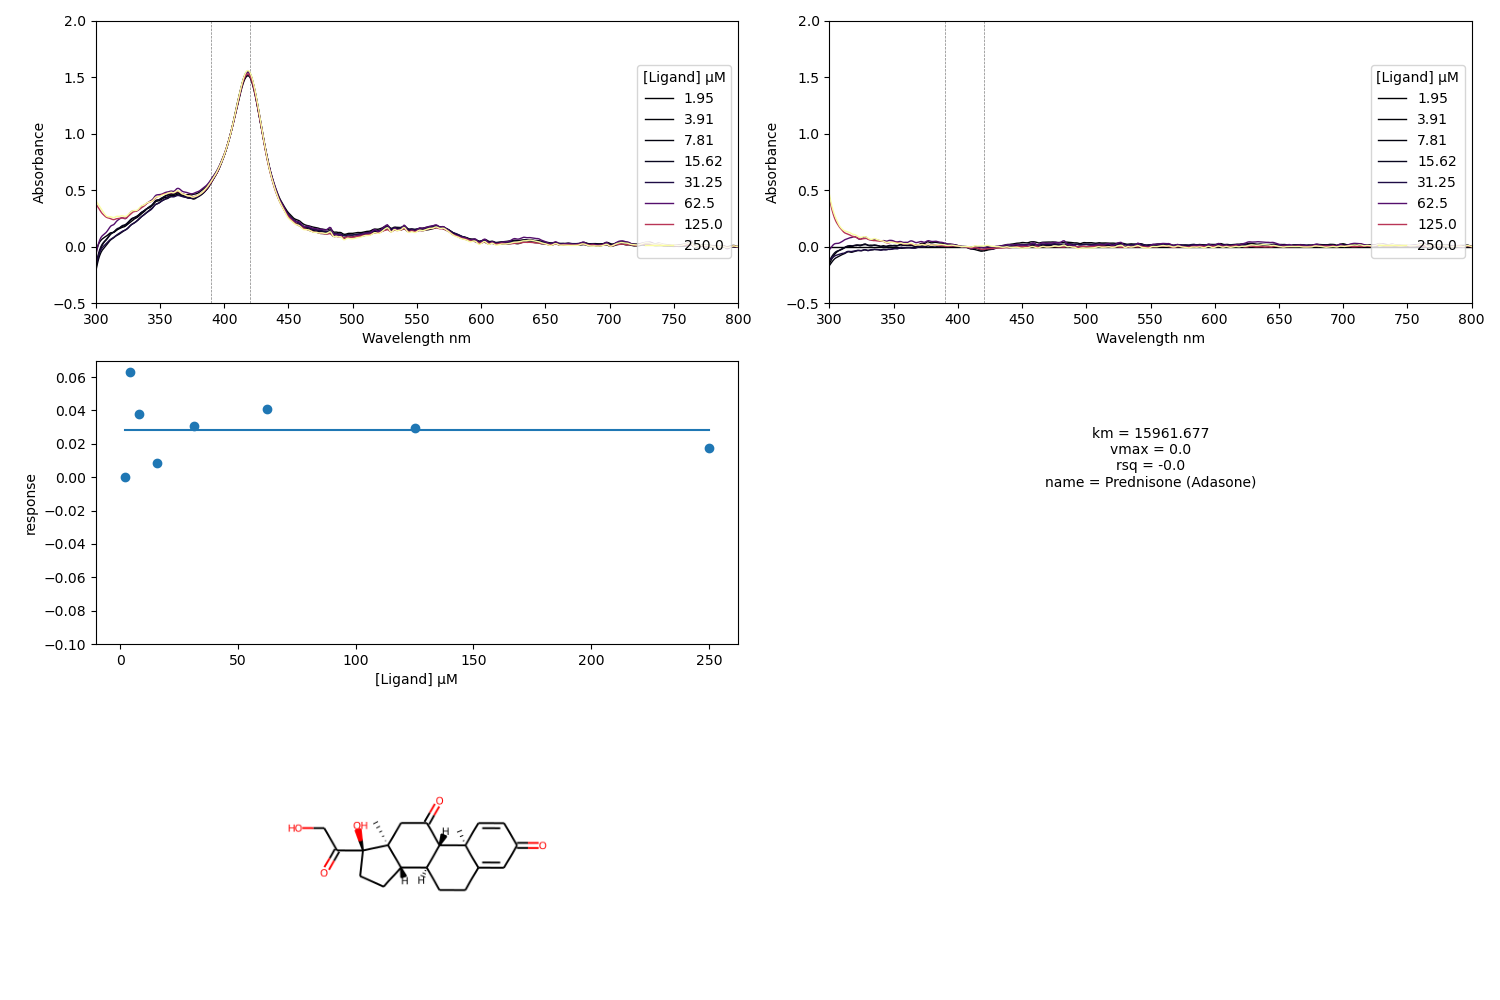 2.0
1.5
1.0
0.5
0.0
−0.5
Absorbance
300 350 400 450 500 550 600 650 700 750 800
Wavelength nm
[Ligand] µM
1.95
3.91
7.81
15.62
31.25
62.5
125.0
250.0
2.0
1.5
1.0
0.5
0.0
−0.5
Absorbance
300 350 400 450 500 550 600 650 700 750 800
Wavelength nm
[Ligand] µM
1.95
3.91
7.81
15.62
31.25
62.5
125.0
250.0
0.06
0.04
0.02
0.00
−0.02
−0.04
−0.06
−0.08
−0.10
response
0 50 100 150 200 250
[Ligand] µM
km = 15961.677
vmax = 0.0
rsq = -0.0
name = Prednisone (Adasone)
O
HO
OH
H
O
O
H
H